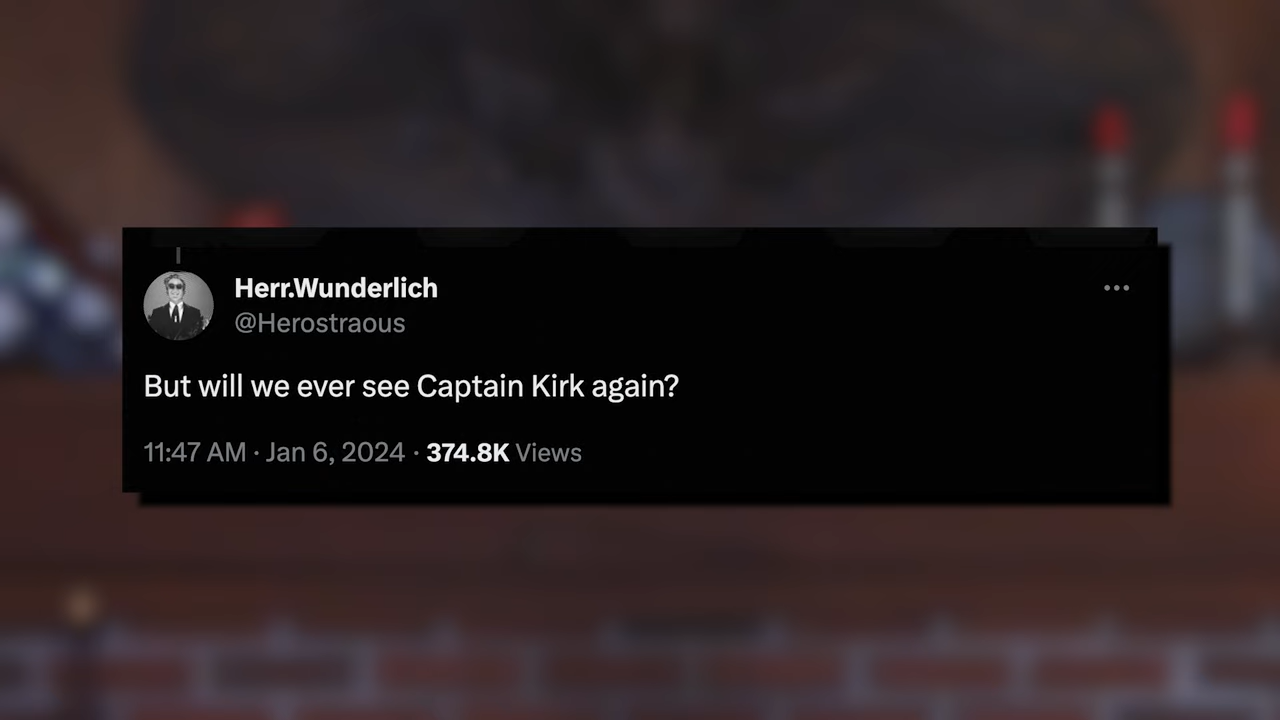 Herr.Wunderlich
@Herostraous
But will we ever see Captain Kirk again?
11:47 AM · Jan 6, 2024 · 374.8K Views